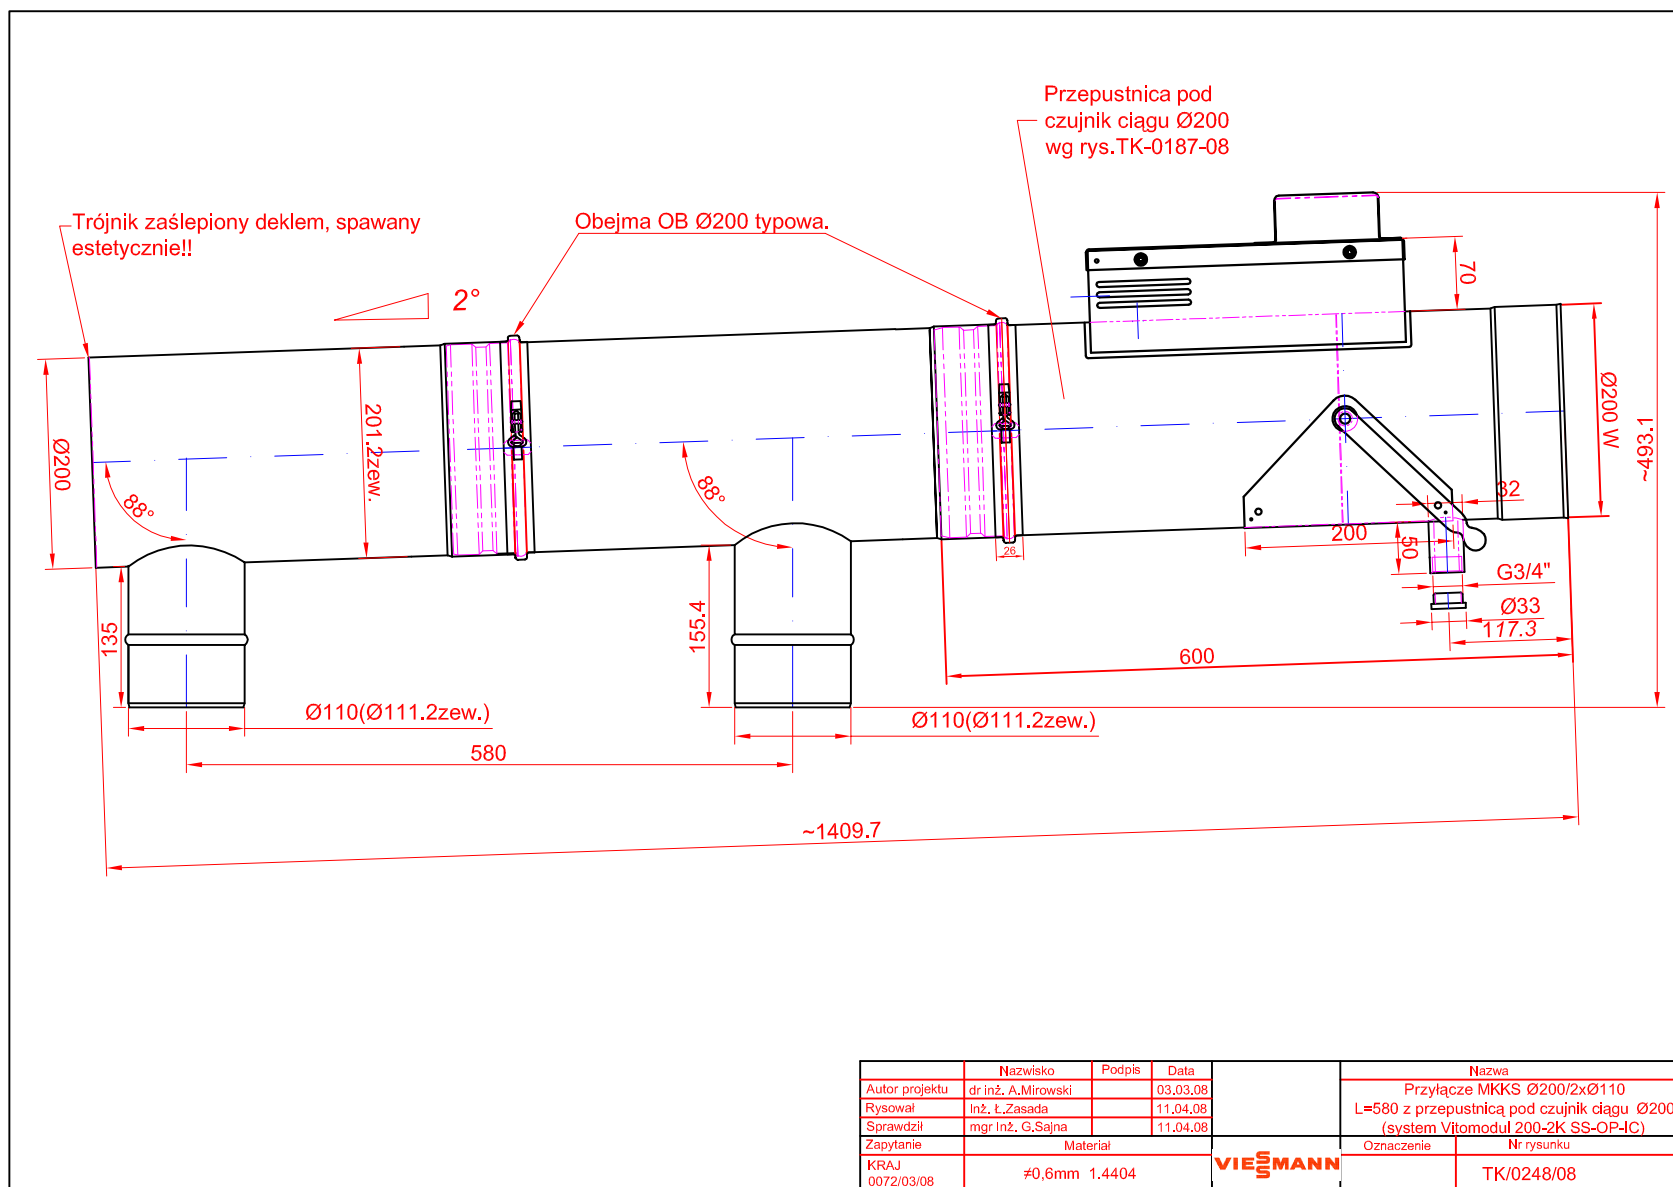 Przepustnica pod
czujnik ciągu Ø200
wg rys.TK-0187-08
Trójnik zaślepiony deklem, spawany
estetycznie!!
Obejma OB Ø200 typowa.
2°
70
Ø200
201.2zew.
88°
88°
Ø200 W
~493.1
32
200
50
26
G3/4"
Ø33
117.3
135
155.4
600
Ø110(Ø111.2zew.)
Ø110(Ø111.2zew.)
580
~1409.7
Nazwisko Podpis Data Nazwa
Autor projektu dr inż. A.Mirowski 03.03.08 Przyłącze MKKS Ø200/2xØ110
Rysował Inż. Ł.Zasada 11.04.08 L=580 z przepustnicą pod czujnik ciągu Ø200
Sprawdził mgr Inż. G.Sajna 11.04.08 (system Vitomodul 200-2K SS-OP-IC)
Zapytanie Materiał Oznaczenie Nr rysunku
KRAJ
0072/03/08
≠0,6mm 1.4404
VIESSMANN
TK/0248/08